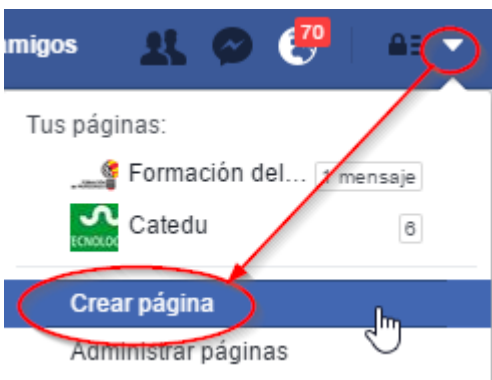 amigos 70
Tus páginas:
Formación del... 1 mensaje
Catedu 6
Crear página
Administrar páginas